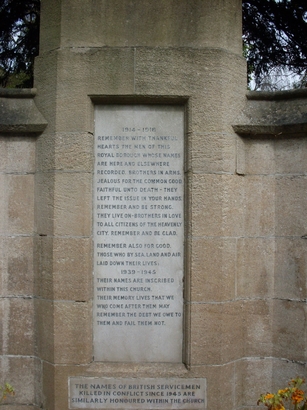 1914 - 1918
REMEMBER WITH THANKFUL
HEARTS THE MEN OF THIS
ROYAL BOROUGH WHOSE NAMES
ARE HERE AND ELSEWHERE
RECORDED. BROTHERS IN ARMS,
JEALOUS FOR THE COMMON GOOD
FAITHFUL UNTO DEATH - THEY
LEFT THE ISSUE IN YOUR HANDS
REMEMBER AND BE STRONG.
THEY LIVE ON - BROTHERS IN LOVE
TO ALL CITIZENS OF THE HEAVENLY
CITY. REMEMBER AND BE GLAD.
REMEMBER ALSO FOR GOOD,
THOSE WHO BY SEA, LAND AND AIR
LAID DOWN THEIR LIVES:
1939 - 1945
THEIR NAMES ARE INSCRIBED
WITHIN THIS CHURCH.
THEIR MEMORY LIVES THAT WE
WHO COME AFTER THEM MAY
REMEMBER THE DEBT WE OWE TO
THEM AND FAIL THEM NOT.
THE NAMES OF BRITISH SERVICEMEN
KILLED IN CONFLICT SINCE 1945 ARE
SIMILARLY HONOURED WITHIN THE CHURCH